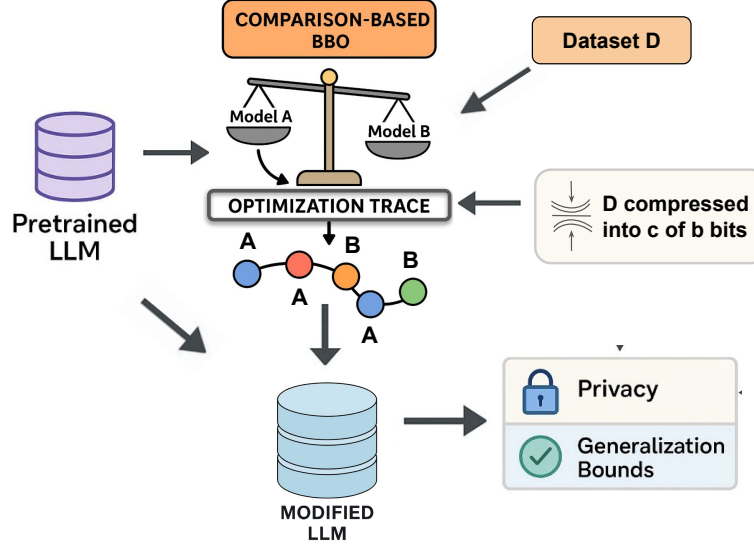 COMPARISON-BASED
BBO
Dataset D
Model A
Model B
Pretrained
LLM
OPTIMIZATION TRACE
D compressed
into c of b bits
A
B
B
A
A
Privacy
Generalization
Bounds
MODIFIED
LLM